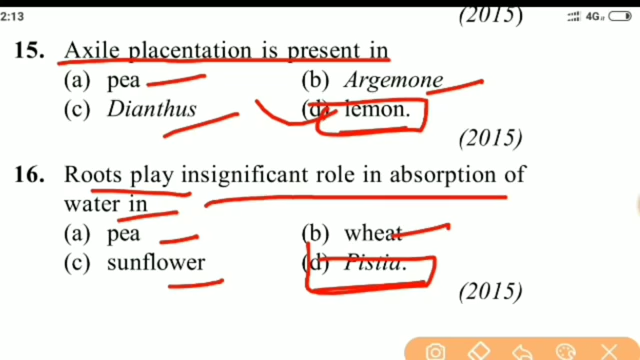 2:13
4G
(2015)
15. Axile placentation is present in
(a) pea (b) Argemone
(c) Dianthus (d) lemon.
(2015)
16. Roots play insignificant role in absorption of
water in
(a) pea (b) wheat
(c) sunflower (d) Pistia.
(2015)